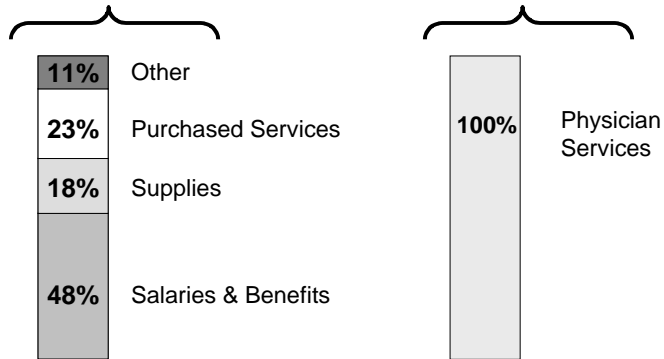 11% Other
23% Purchased Services
18% Supplies
48% Salaries & Benefits
100% Physician
Services